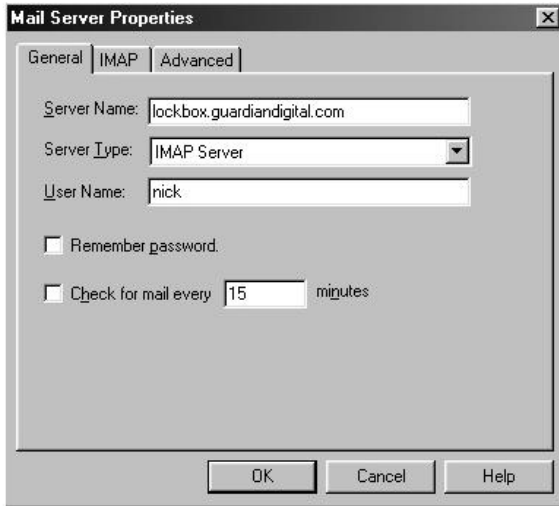 Mail Server Properties
General IMAP Advanced
Server Name: lockbox.guardiandigital.com
Server Type: IMAP Server
User Name: nick
Remember password.
Check for mail every 15 minutes
OK Cancel Help